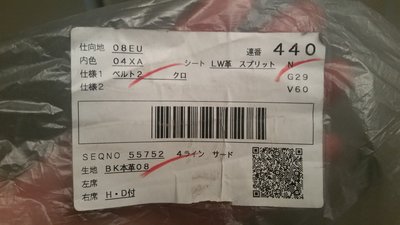 仕向地 08EU 連番 440
内色 04XA シート LW革 スプリット N
仕様1 ベルト2 クロ G29
仕様2 V60
SEQNO 55752 4ライン サード
生地 BK本革08
左席
右席 H・D付